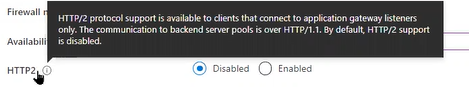 Firewall r
HTTP/2 protocol support is available to clients that connect to application gateway listeners
only. The communication to backend server pools is over HTTP/1.1. By default, HTTP/2 support
is disabled.
Availabili
HTTP2
Disabled Enabled